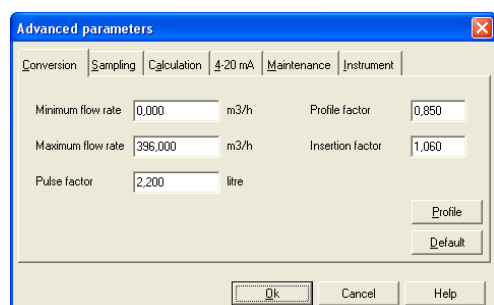 Advanced parameters
Conversion Sampling Calculation 4-20 mA Maintenance Instrument
Minimum flow rate 0,000 m3/h Profile factor 0,850
Maximum flow rate 396,000 m3/h Insertion factor 1,060
Pulse factor 2,200 litre
Profile
Default
Ok Cancel Help